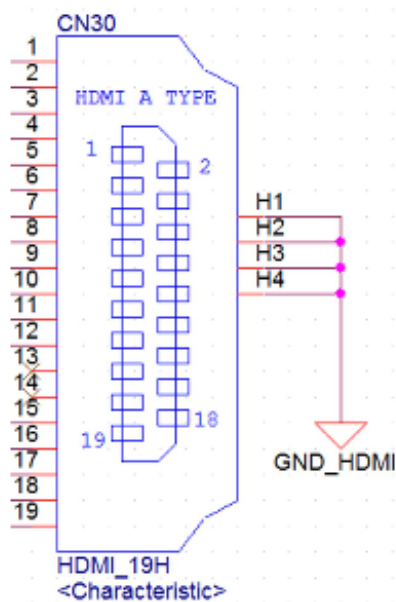 CN30
1
2
3
4
5
6
7
8
9
10
11
12
13
14
15
16
17
18
19
HDMI A TYPE
1
2
18
19
H1
H2
H3
H4
GND_HDMI
HDMI_19H
<Characteristic>